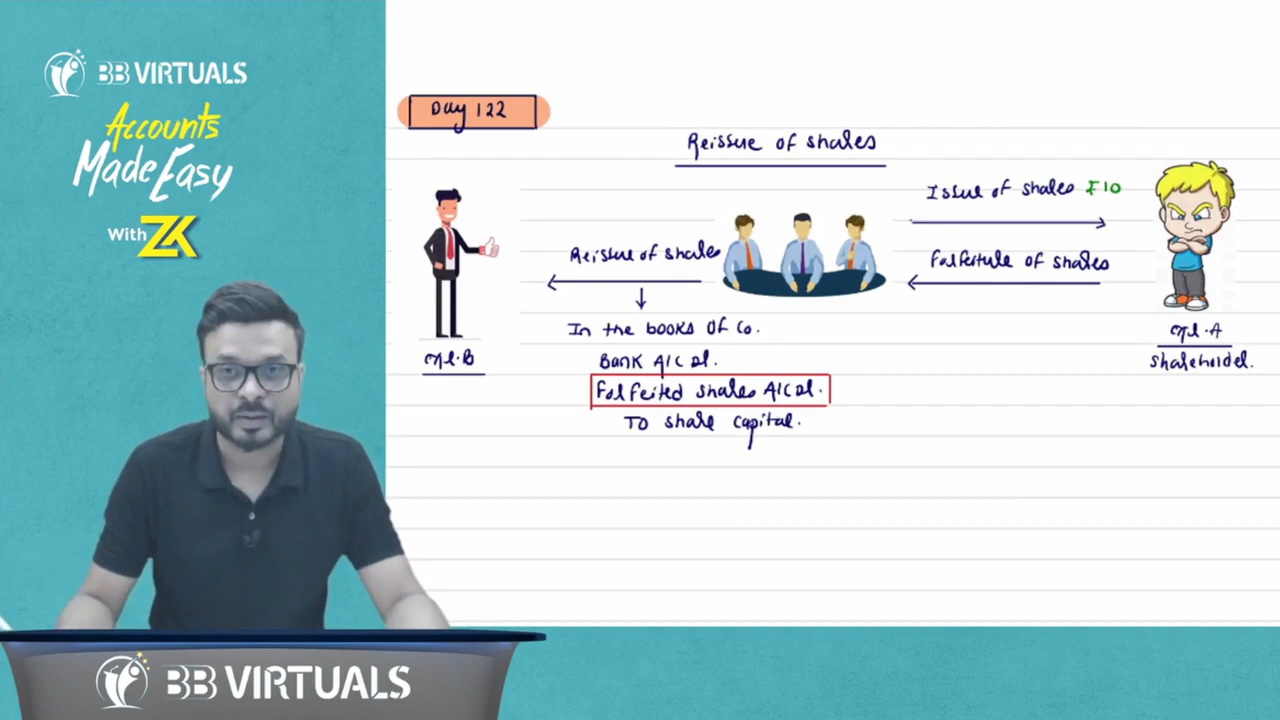 BB VIRTUALS
Accounts
Made Easy
With ZK
Day 122
Reissue of shares
Issue of shares ₹10
Reissue of shares
Forfeiture of shares
In the books of Co.
Bank A/C Dr.
Forfeited shares A/C Dr.
To share capital.
Mr. B
Mr. A
Shareholder.
BB VIRTUALS